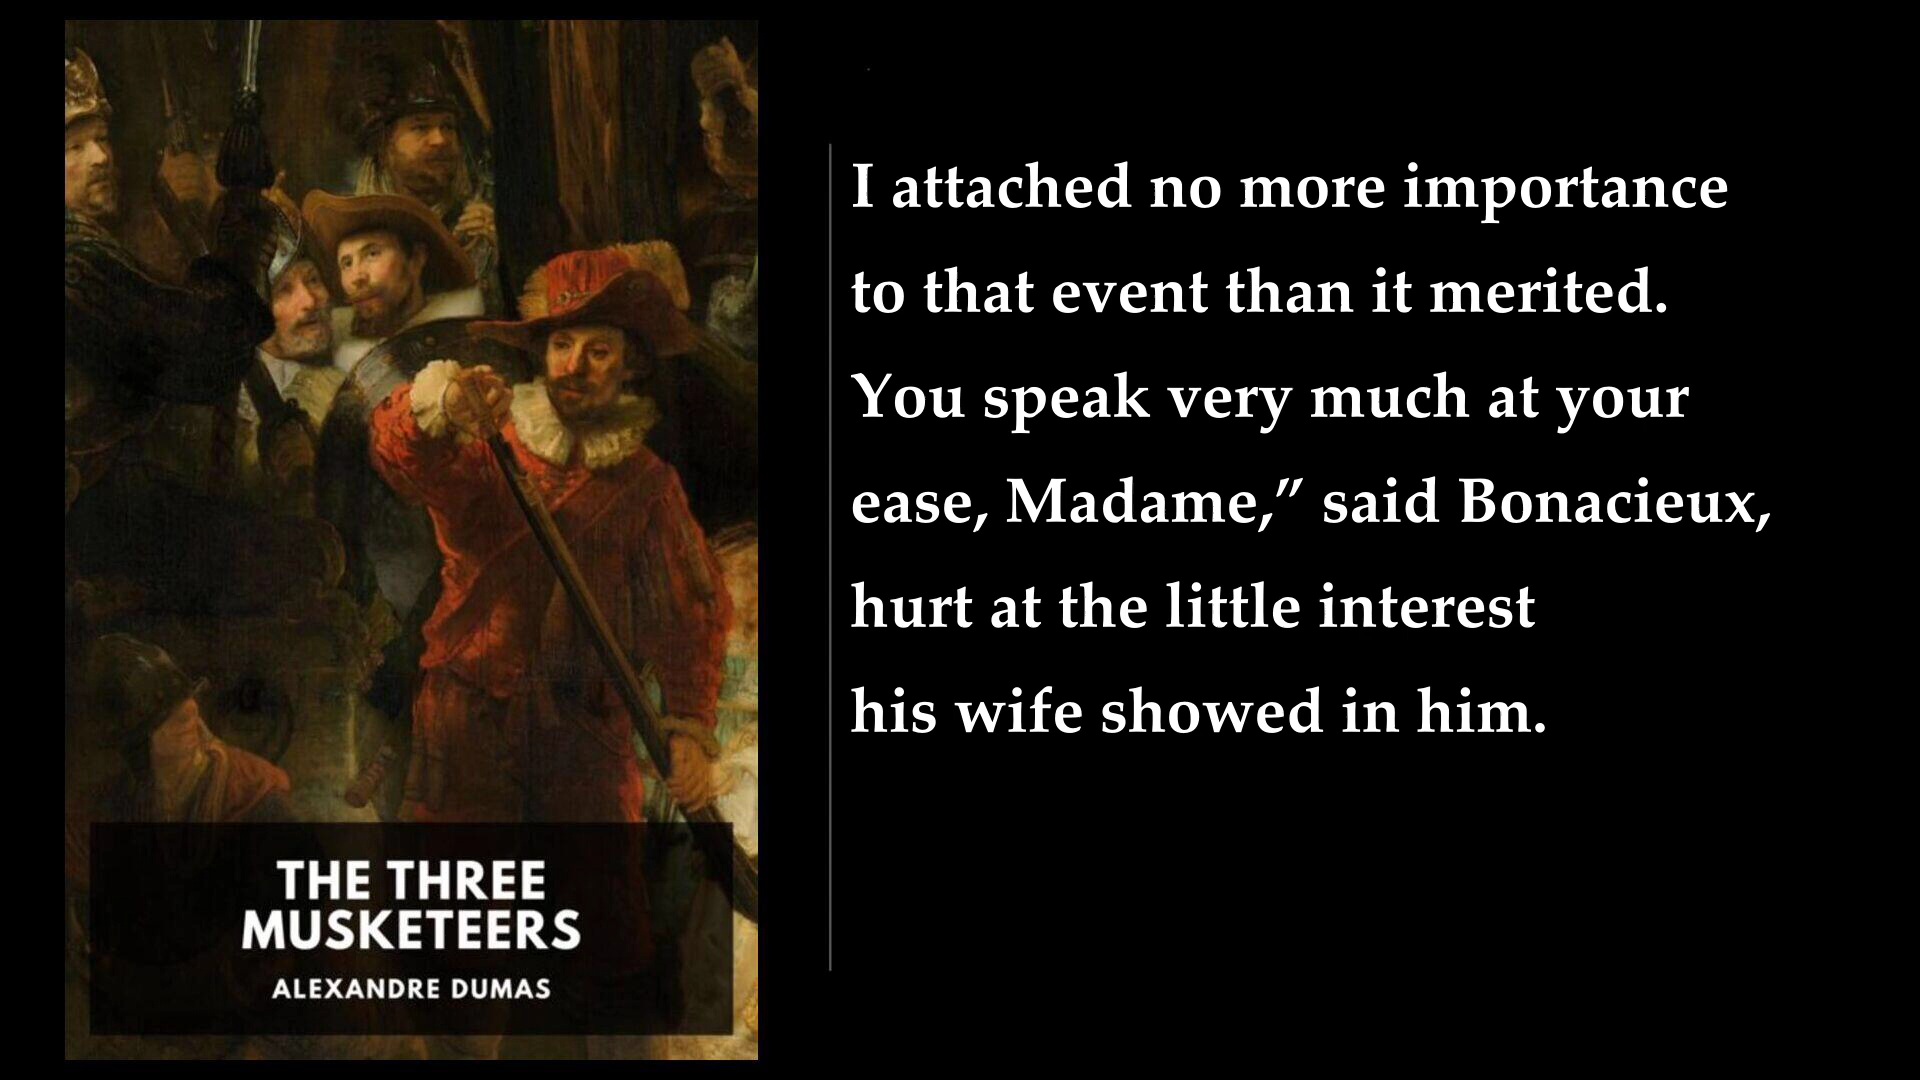 I attached no more importance
to that event than it merited.
You speak very much at your
ease, Madame,” said Bonacieux,
hurt at the little interest
his wife showed in him.
THE THREE
MUSKETEERS
ALEXANDRE DUMAS